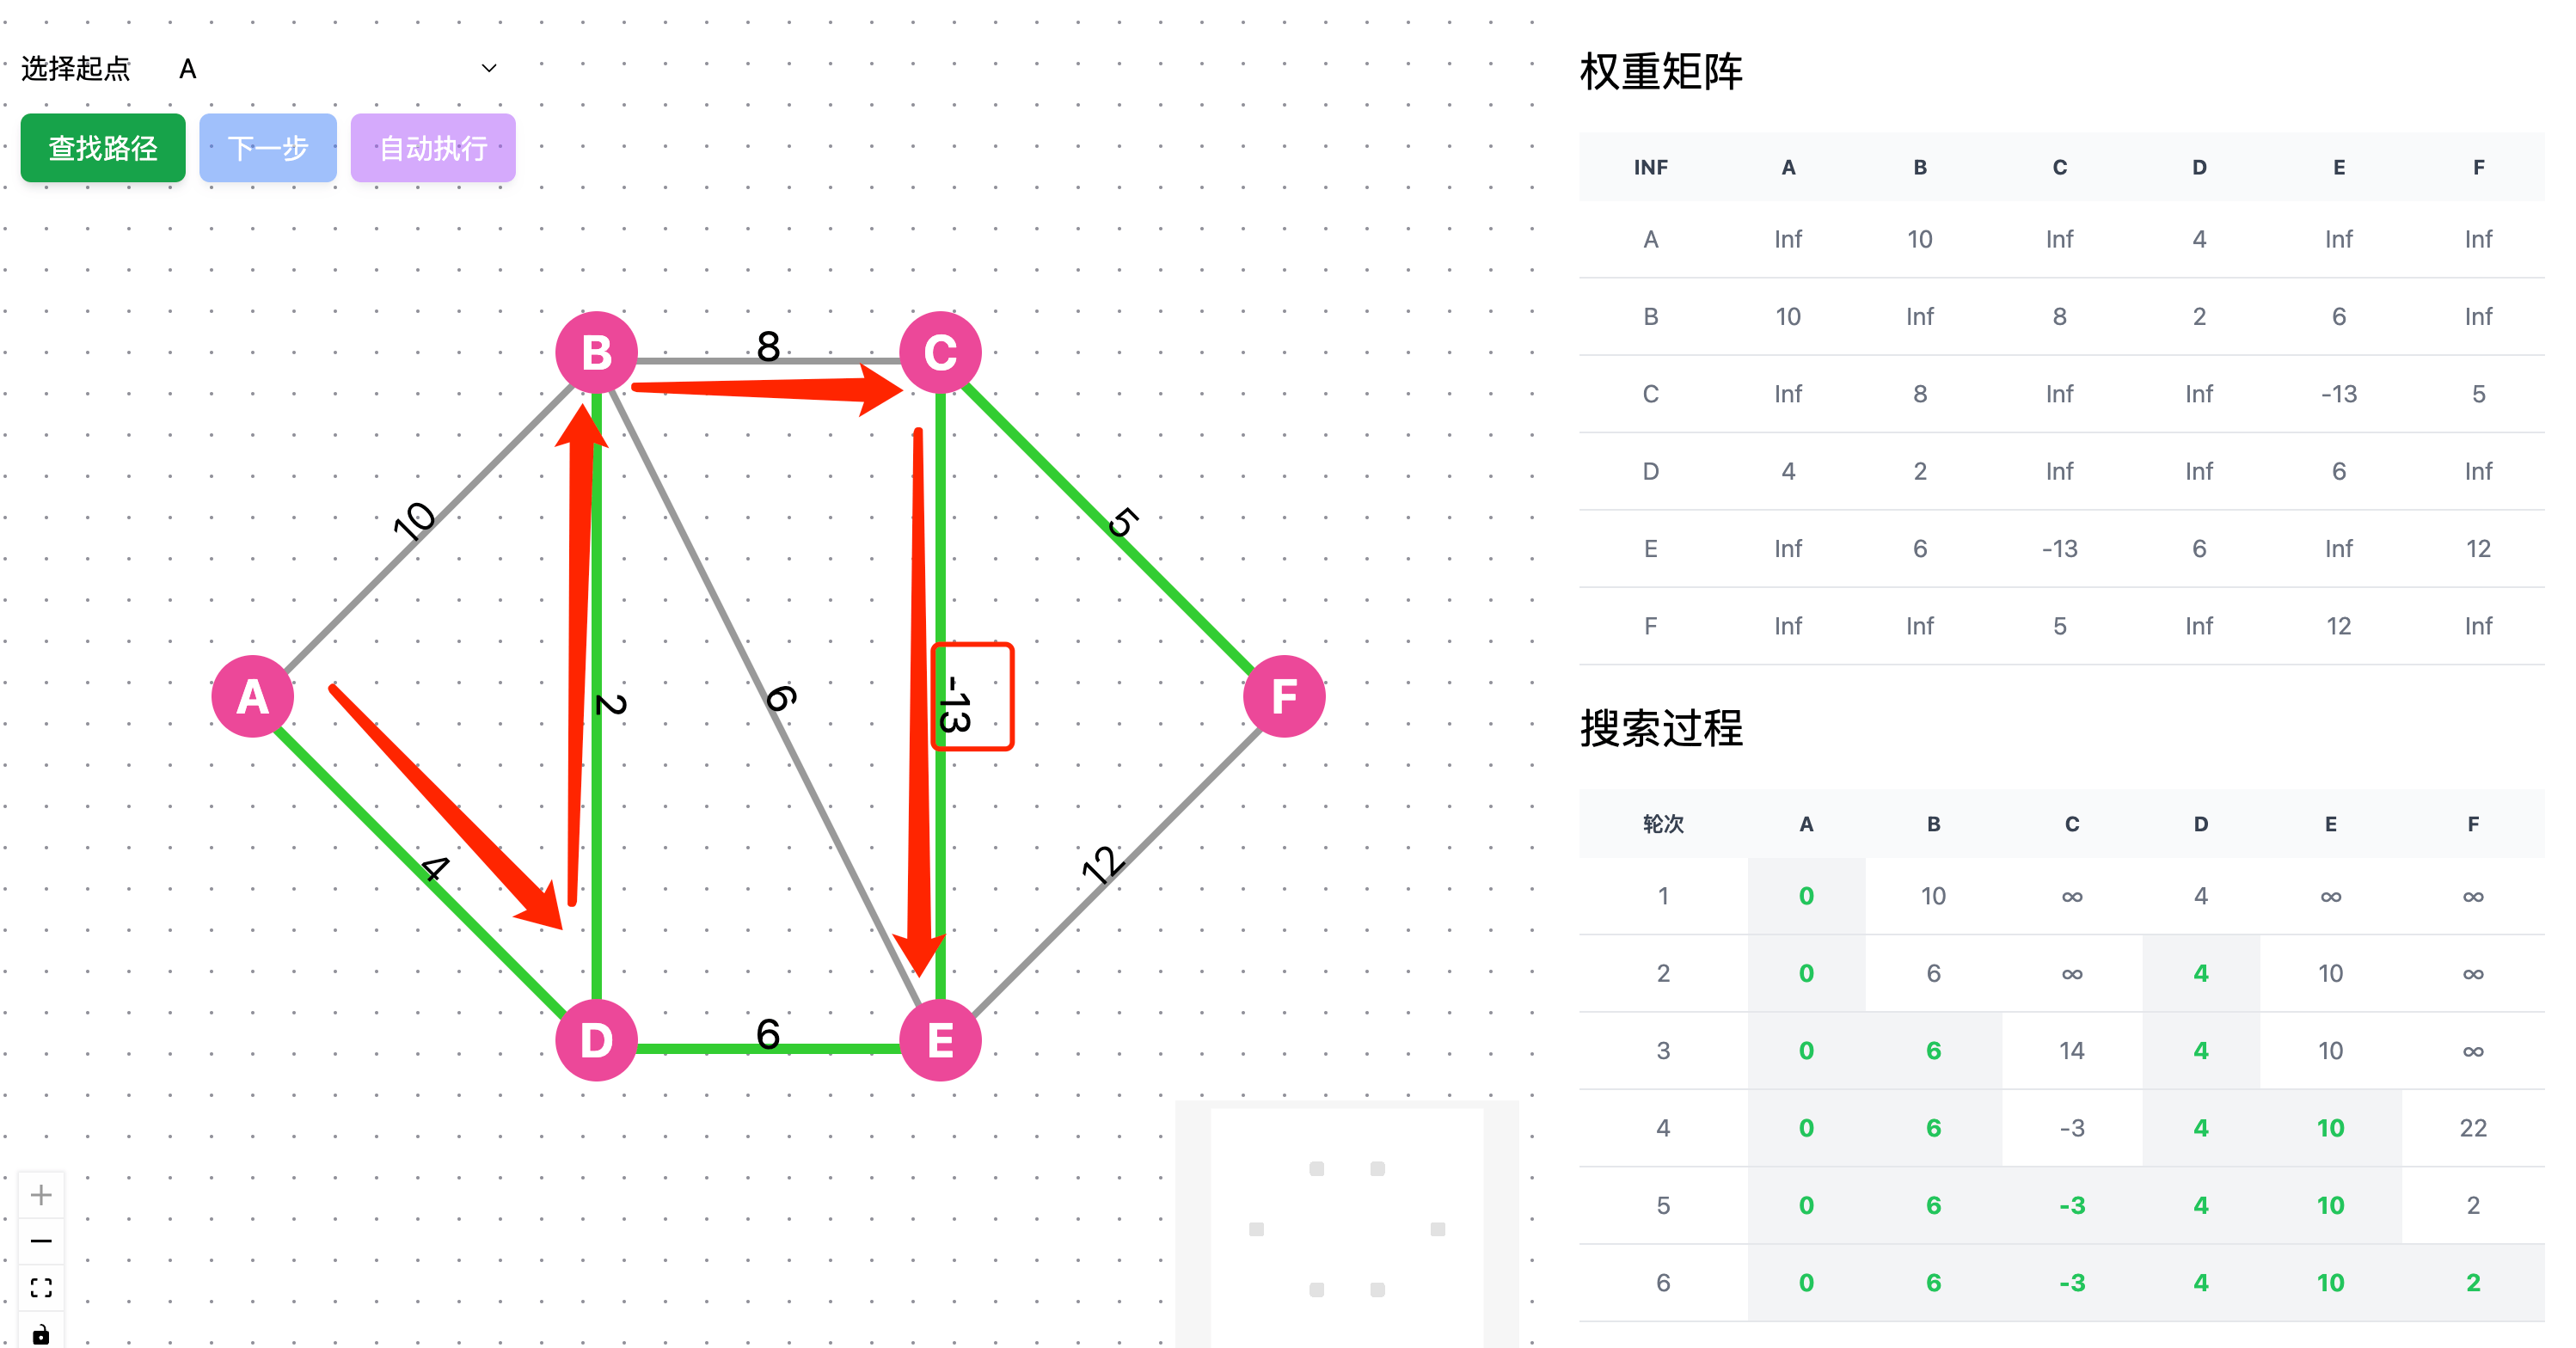 选择起点 A
查找路径 下一步 自动执行
B 8 C
10
5
A 2 6 -13 F
4
12
D 6 E
权重矩阵
INF A B C D E F
A Inf 10 Inf 4 Inf Inf
B 10 Inf 8 2 6 Inf
C Inf 8 Inf Inf -13 5
D 4 2 Inf Inf 6 Inf
E Inf 6 -13 6 Inf 12
F Inf Inf 5 Inf 12 Inf
搜索过程
轮次 A B C D E F
1 0 10 ∞ 4 ∞ ∞
2 0 6 ∞ 4 10 ∞
3 0 6 14 4 10 ∞
4 0 6 -3 4 10 22
5 0 6 -3 4 10 2
6 0 6 -3 4 10 2